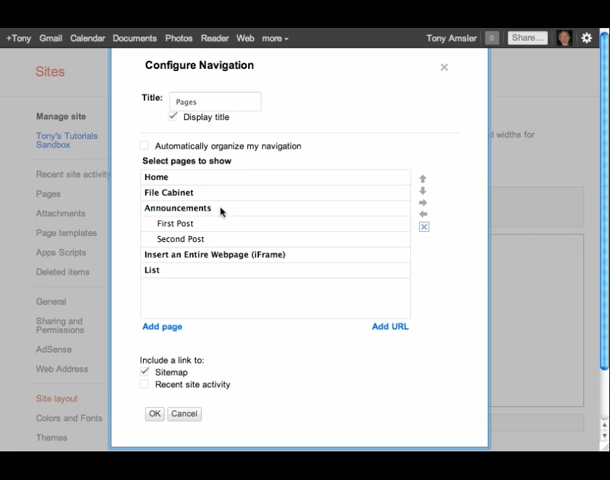 +Tony Gmail Calendar Documents Photos Reader Web more Tony Amsler 0 Share...
Sites
Configure Navigation
Title: Pages
Display title
Manage site
Tony's Tutorials
Sandbox
d widths for
Automatically organize my navigation
Select pages to show
Recent site activity
Home
Pages
File Cabinet
Attachments
Announcements
Page templates
First Post
Apps Scripts
Second Post
Deleted items
Insert an Entire Webpage (iFrame)
List
General
Sharing and
Permissions
Add page Add URL
AdSense
Include a link to:
Web Address
Sitemap
Recent site activity
Site layout
OK Cancel
Colors and Fonts
Themes